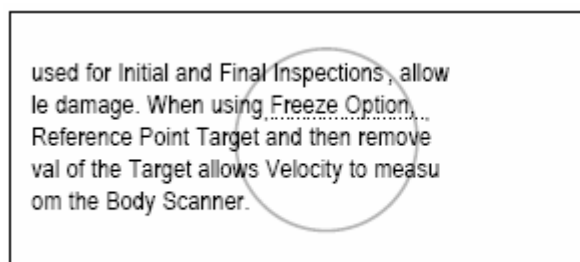 used for Initial and Final Inspections, allow
le damage. When using Freeze Option,
Reference Point Target and then remove
val of the Target allows Velocity to measu
om the Body Scanner.